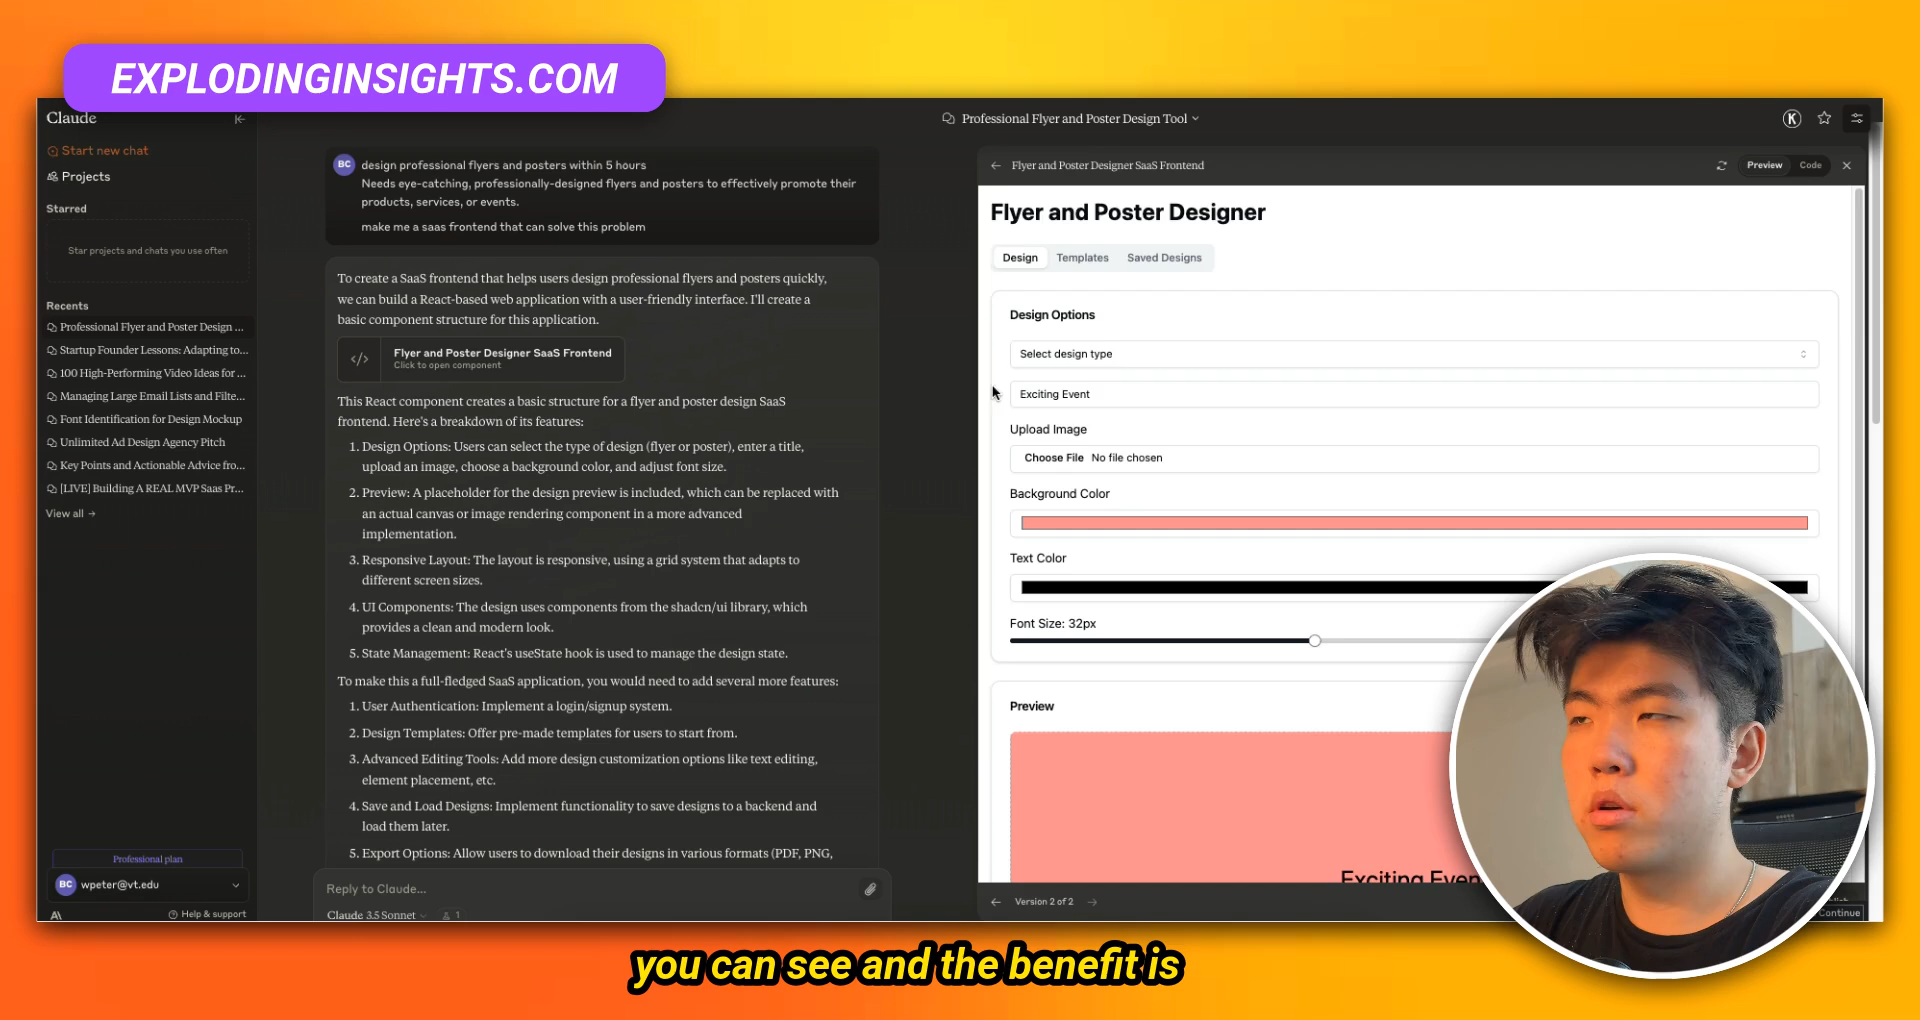 EXPLODINGINSIGHTS.COM
Claude
Start new chat
Projects
Starred
Star projects and chats you use often
Recents
Professional Flyer and Poster Design ...
Startup Founder Lessons: Adapting to...
100 High-Performing Video Ideas for ...
Managing Large Email Lists and Filte...
Font Identification for Design Mockup
Unlimited Ad Design Agency Pitch
Key Points and Actionable Advice fro...
[LIVE] Building A REAL MVP Saas Pr...
View all →
Professional plan
BC wpeter@vt.edu
A\ Help & support
Professional Flyer and Poster Design Tool
K
BC design professional flyers and posters within 5 hours
Needs eye-catching, professionally-designed flyers and posters to effectively promote their
products, services, or events.
make me a saas frontend that can solve this problem
To create a SaaS frontend that helps users design professional flyers and posters quickly,
we can build a React-based web application with a user-friendly interface. I'll create a
basic component structure for this application.
</> Flyer and Poster Designer SaaS Frontend
Click to open component
This React component creates a basic structure for a flyer and poster design SaaS
frontend. Here's a breakdown of its features:
1. Design Options: Users can select the type of design (flyer or poster), enter a title,
upload an image, choose a background color, and adjust font size.
2. Preview: A placeholder for the design preview is included, which can be replaced with
an actual canvas or image rendering component in a more advanced
implementation.
3. Responsive Layout: The layout is responsive, using a grid system that adapts to
different screen sizes.
4. UI Components: The design uses components from the shadcn/ui library, which
provides a clean and modern look.
5. State Management: React's useState hook is used to manage the design state.
To make this a full-fledged SaaS application, you would need to add several more features:
1. User Authentication: Implement a login/signup system.
2. Design Templates: Offer pre-made templates for users to start from.
3. Advanced Editing Tools: Add more design customization options like text editing,
element placement, etc.
4. Save and Load Designs: Implement functionality to save designs to a backend and
load them later.
5. Export Options: Allow users to download their designs in various formats (PDF, PNG,
Reply to Claude...
Claude 3.5 Sonnet 1
Flyer and Poster Designer SaaS Frontend
Preview Code
Flyer and Poster Designer
Design Templates Saved Designs
Design Options
Select design type
Exciting Event
Upload Image
Choose File No file chosen
Background Color
Text Color
Font Size: 32px
Preview
Exciting Even
Version 2 of 2
Continue
you can see and the benefit is